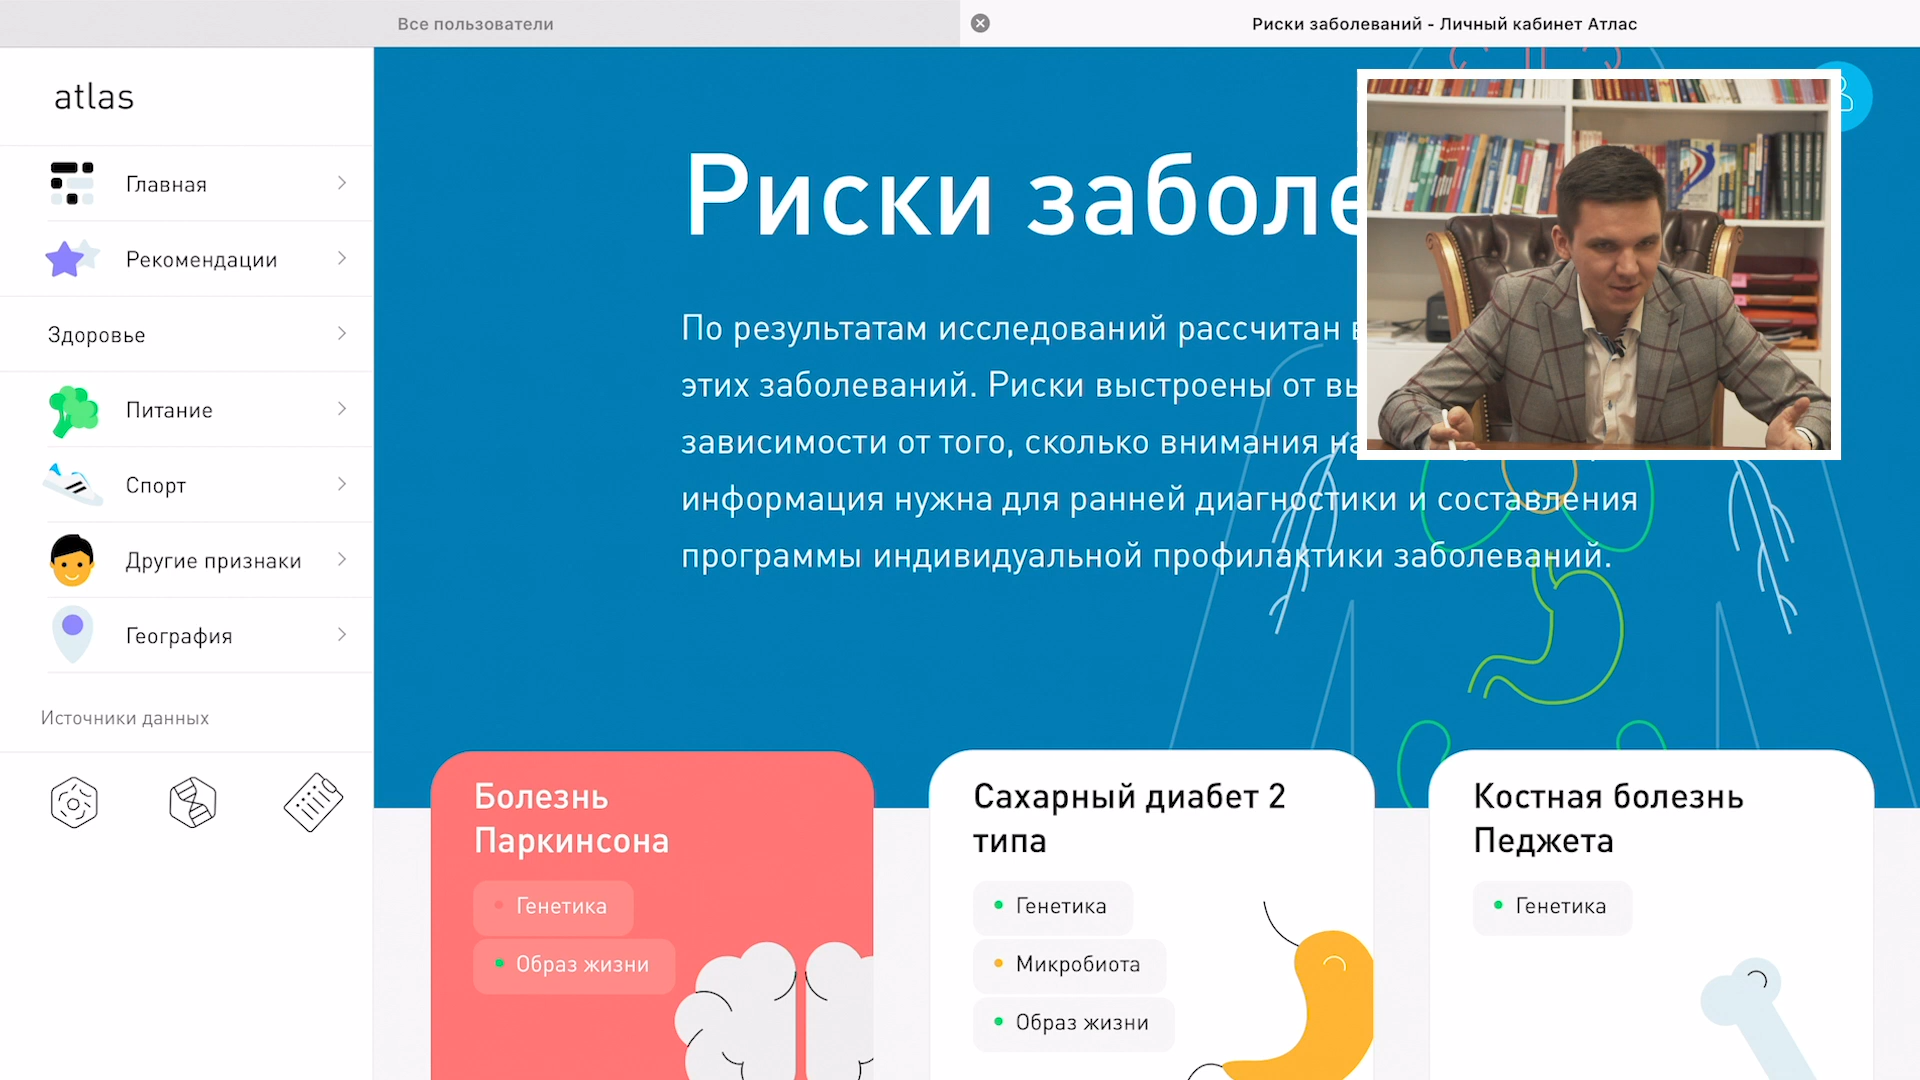 Все пользователи
Риски заболеваний - Личный кабинет Атлас
atlas
Главная
Рекомендации
Здоровье
Питание
Спорт
Другие признаки
География
Источники данных
Риски заболе
По результатам исследований рассчитан
этих заболеваний. Риски выстроены от
зависимости от того, сколько внимания
информация нужна для ранней диагностики и составления
программы индивидуальной профилактики заболеваний.
Болезнь
Паркинсона
Генетика
Образ жизни
Сахарный диабет 2
типа
Генетика
Микробиота
Образ жизни
Костная болезнь
Педжета
Генетика